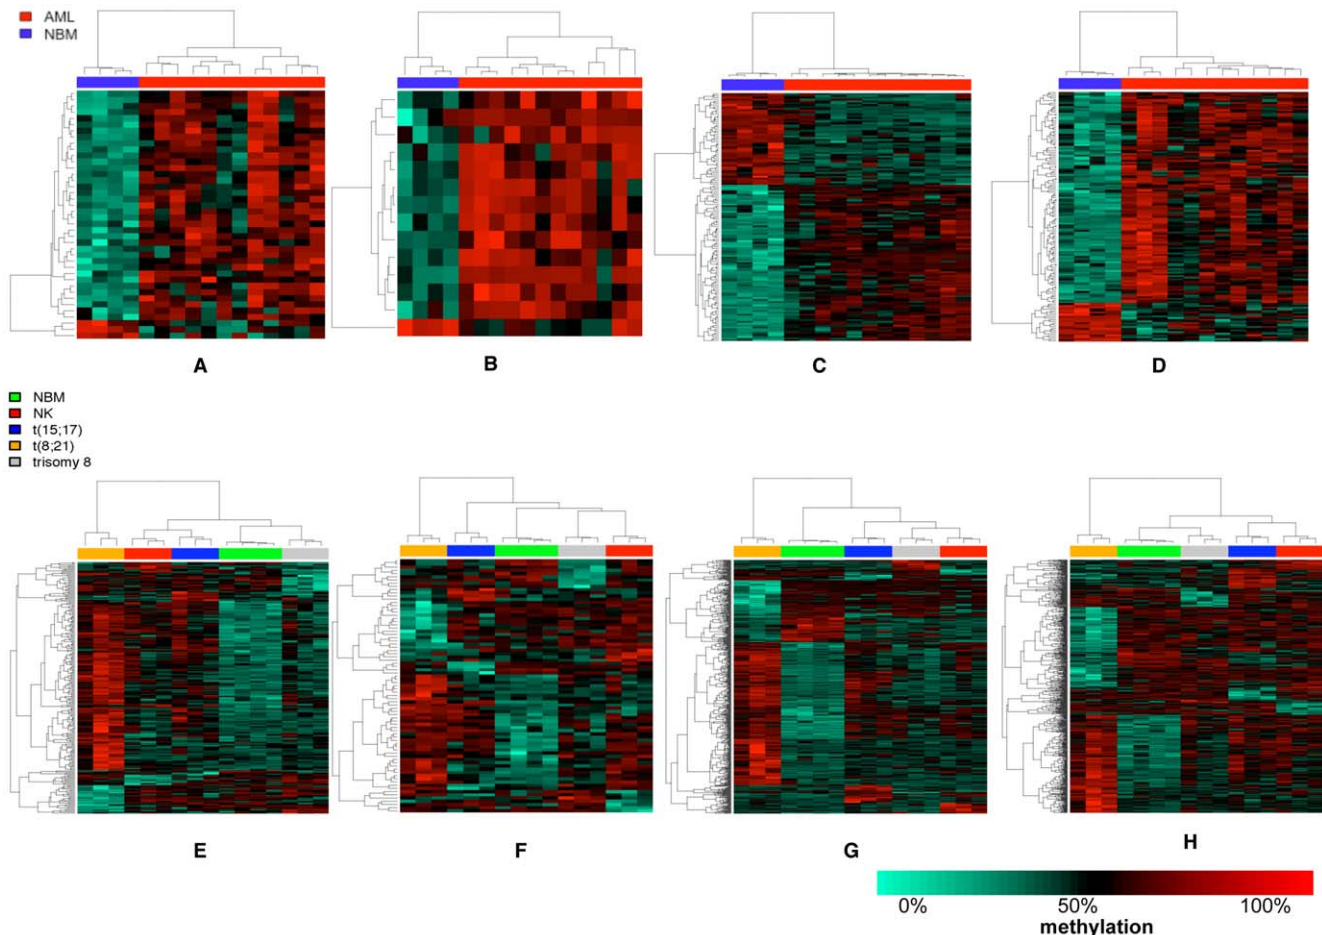 AML
NBM
A
B
C
D
NBM
NK
t(15;17)
t(8;21)
trisomy 8
E
F
G
H
0% 50% 100%
methylation